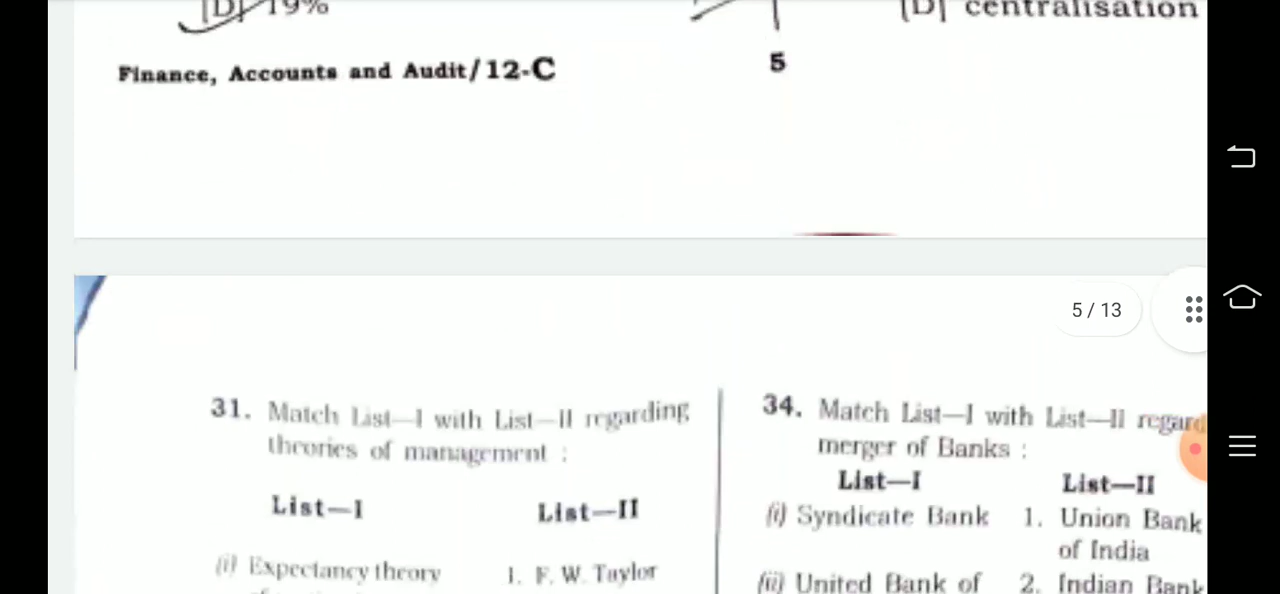 [D] 19%
[D] centralisation
Finance, Accounts and Audit/12-C
5
5 / 13
31. Match List—I with List—II regarding
theories of management :
List—I List—II
(i) Expectancy theory 1. F. W. Taylor
34. Match List—I with List—II regard
merger of Banks :
List—I List—II
(i) Syndicate Bank 1. Union Bank
of India
(ii) United Bank of 2. Indian Bank